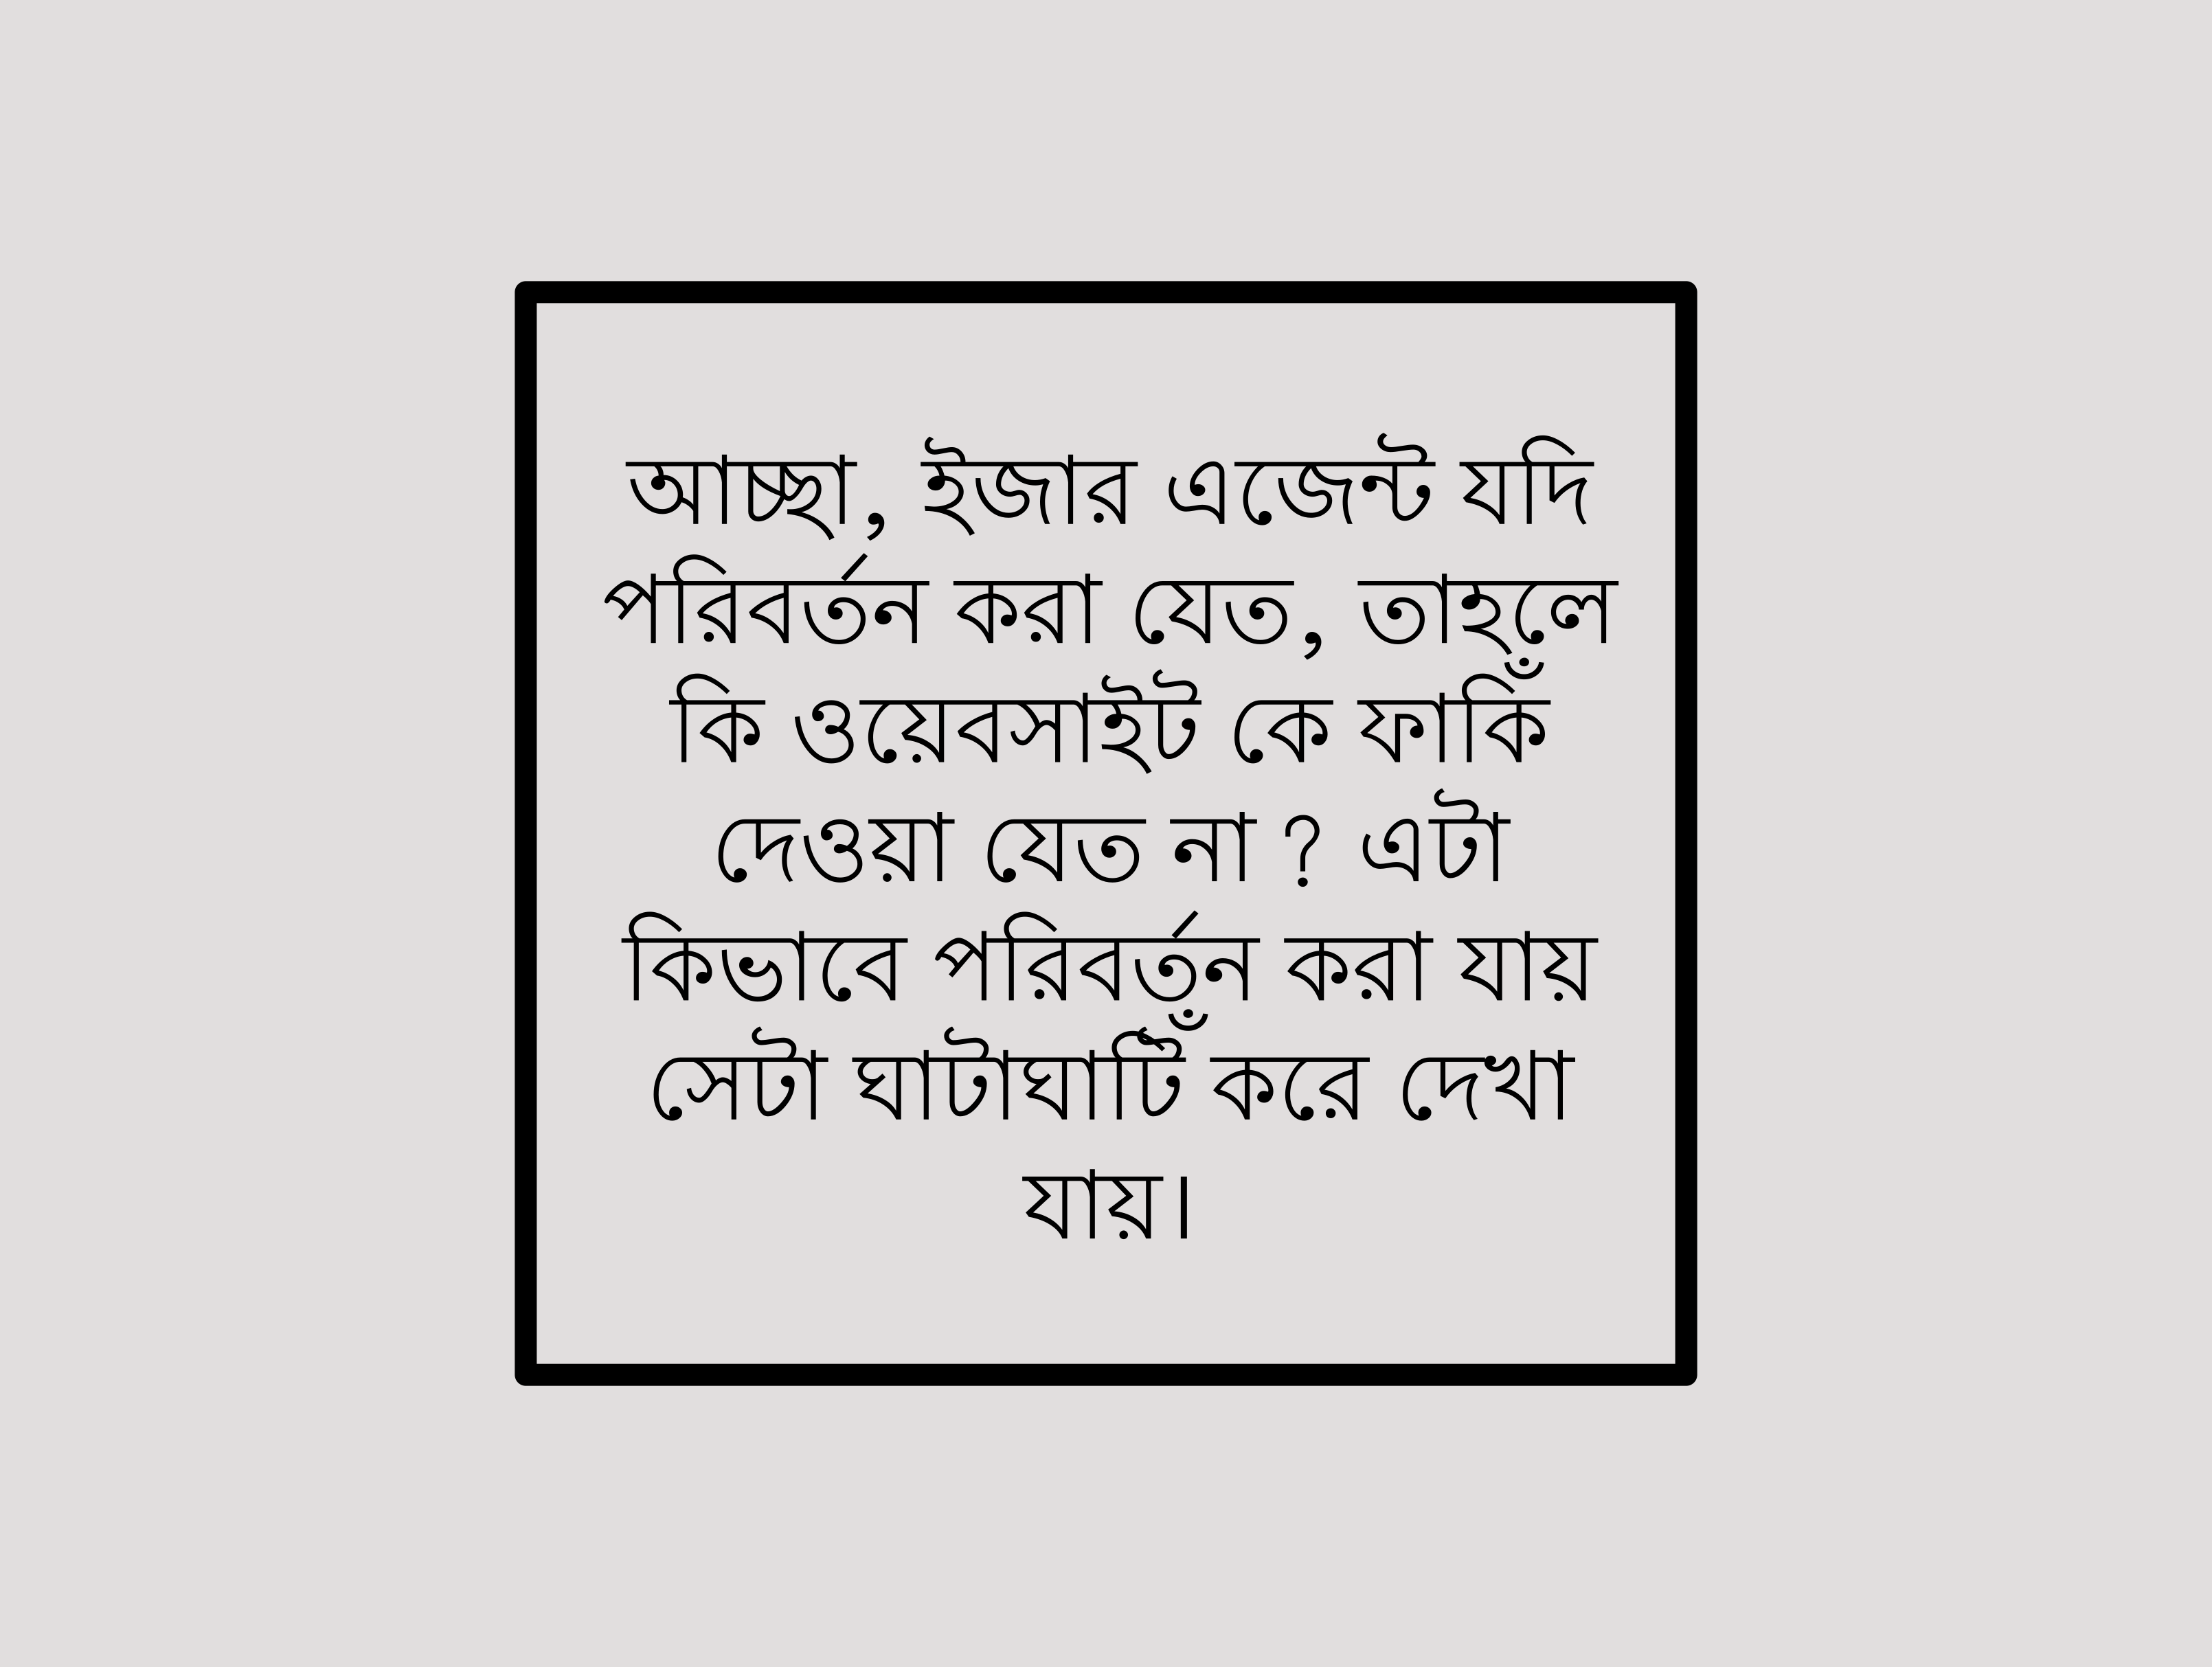 আচ্ছা, ইজার এজেন্ট যদি
পরিবর্তন করা যেত, তাহলে
কি ওয়েবসাইট কে ফাকিঁ
দেওয়া যেত না ? এটা
কিভাবে পরিবর্তন করা যায়
সেটা ঘাটাঘাটিঁ করে দেখা
যায়।